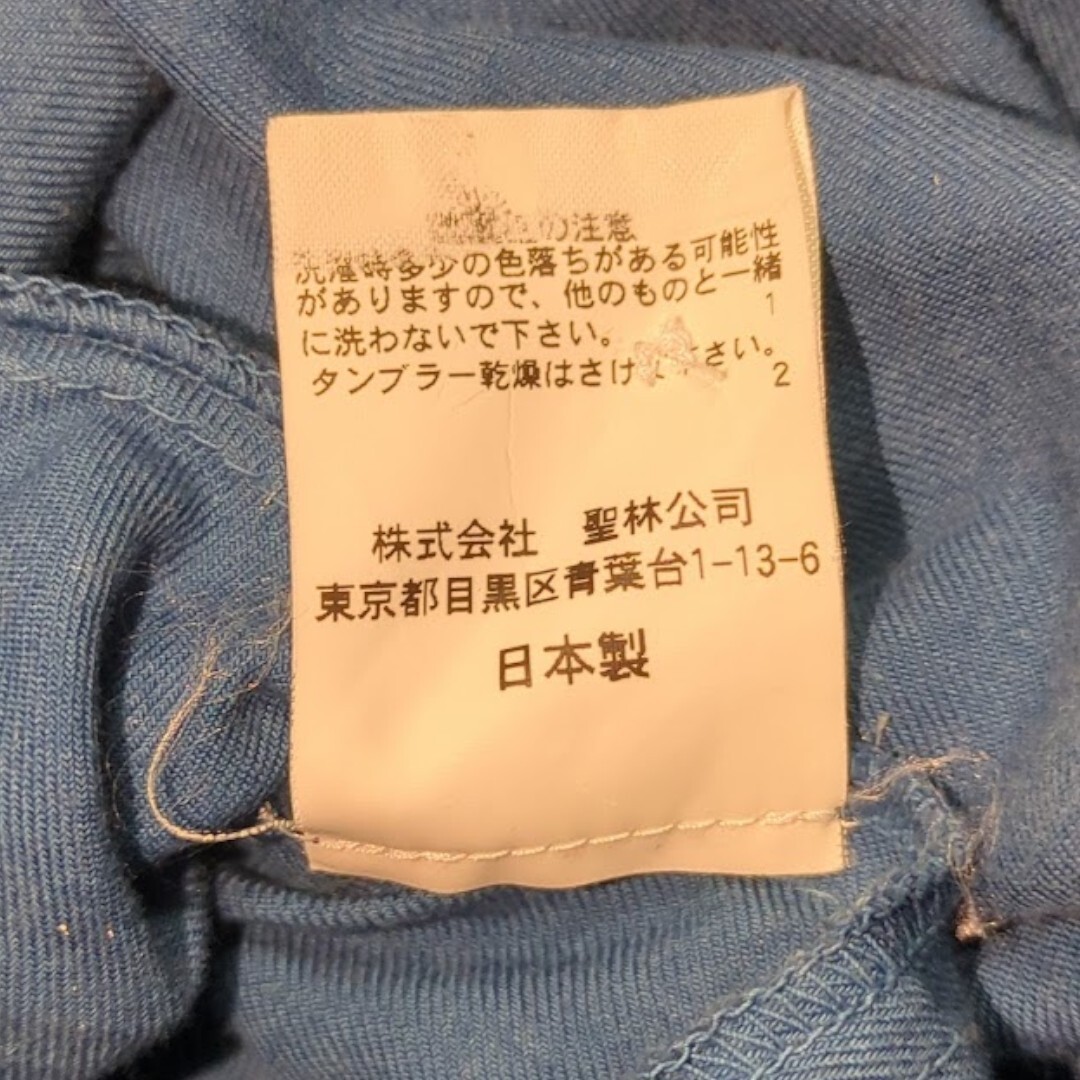 の注意
洗濯時多少の色落ちがある可能性
がありますので、他のものと一緒
1
に洗わないで下さい。
タンブラー乾燥はさけ さい。
2
株式会社 聖林公司
東京都目黒区青葉台1-13-6
日本製